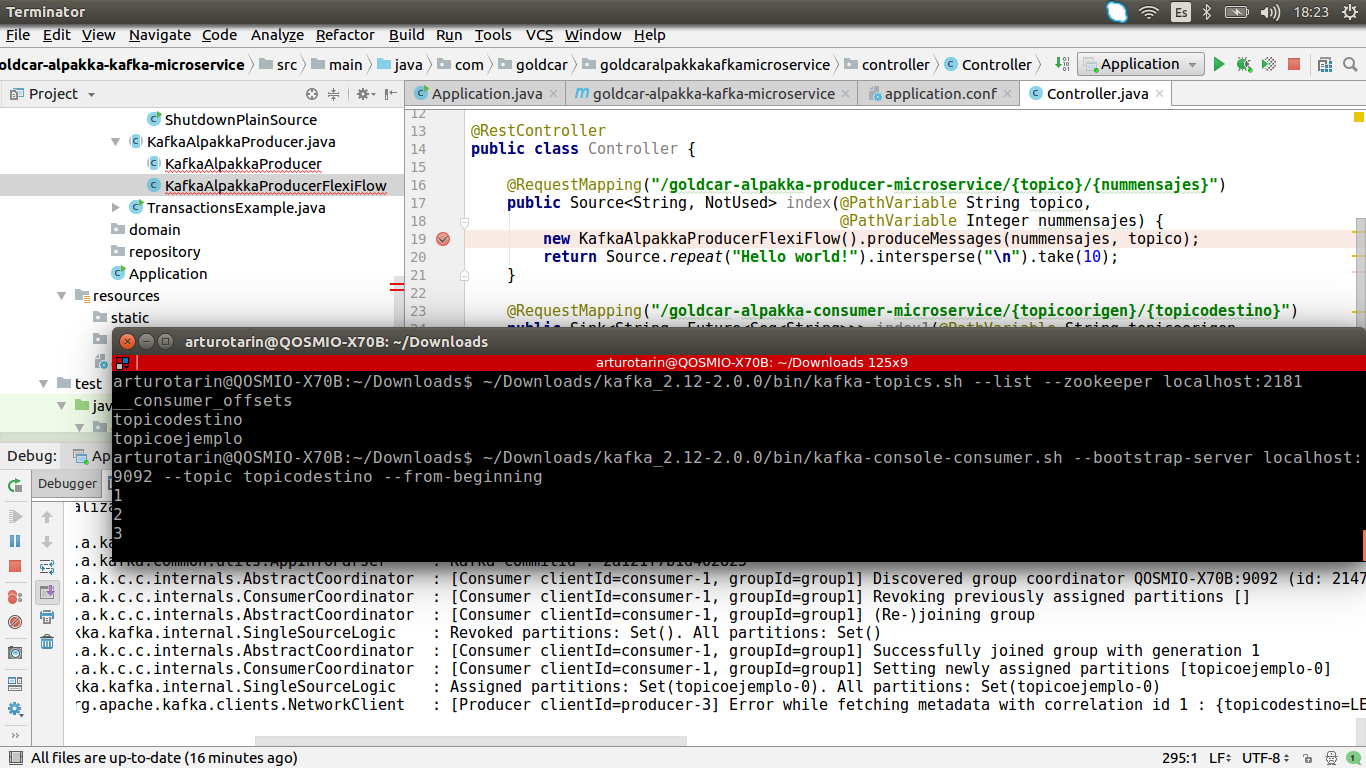 Terminator
Es
18:23
File Edit View Navigate Code Analyze Refactor Build Run Tools VCS Window Help
oldcar-alpakka-kafka-microservice src main java com goldcar goldcaralpakkakafkamicroservice controller Controller Application
Project
Application.java goldcar-alpakka-kafka-microservice application.conf Controller.java
ShutdownPlainSource
KafkaAlpakkaProducer.java
KafkaAlpakkaProducer
KafkaAlpakkaProducerFlexiFlow
TransactionsExample.java
domain
repository
Application
resources
static
test
jav
12
13 @RestController
14 public class Controller {
15
16 @RequestMapping("/goldcar-alpakka-producer-microservice/{topico}/{nummensajes}")
17 public Source<String, NotUsed> index(@PathVariable String topico,
18 @PathVariable Integer nummensajes) {
19 new KafkaAlpakkaProducerFlexiFlow().produceMessages(nummensajes, topico);
20 return Source.repeat("Hello world!").intersperse("\n").take(10);
21 }
22
23 @RequestMapping("/goldcar-alpakka-consumer-microservice/{topicoorigen}/{topicodestino}")
arturotarin@QOSMIO-X70B: ~/Downloads
arturotarin@QOSMIO-X70B: ~/Downloads 125x9
arturotarin@QOSMIO-X70B:~/Downloads$ ~/Downloads/kafka_2.12-2.0.0/bin/kafka-topics.sh --list --zookeeper localhost:2181
__consumer_offsets
topicodestino
topicoejemplo
arturotarin@QOSMIO-X70B:~/Downloads$ ~/Downloads/kafka_2.12-2.0.0/bin/kafka-console-consumer.sh --bootstrap-server localhost:
9092 --topic topicodestino --from-beginning
1
2
3
Debug: Ap
Debugger
aliza
.a.ka
.a.k.c.c.internals.AbstractCoordinator : [Consumer clientId=consumer-1, groupId=group1] Discovered group coordinator QOSMIO-X70B:9092 (id: 2147
.a.k.c.c.internals.ConsumerCoordinator : [Consumer clientId=consumer-1, groupId=group1] Revoking previously assigned partitions []
.a.k.c.c.internals.AbstractCoordinator : [Consumer clientId=consumer-1, groupId=group1] (Re-)joining group
kka.kafka.internal.SingleSourceLogic : Revoked partitions: Set(). All partitions: Set()
.a.k.c.c.internals.AbstractCoordinator : [Consumer clientId=consumer-1, groupId=group1] Successfully joined group with generation 1
.a.k.c.c.internals.ConsumerCoordinator : [Consumer clientId=consumer-1, groupId=group1] Setting newly assigned partitions [topicoejemplo-0]
kka.kafka.internal.SingleSourceLogic : Assigned partitions: Set(topicoejemplo-0). All partitions: Set(topicoejemplo-0)
rg.apache.kafka.clients.NetworkClient : [Producer clientId=producer-3] Error while fetching metadata with correlation id 1 : {topicodestino=LE
All files are up-to-date (16 minutes ago)
295:1 LF UTF-8 1